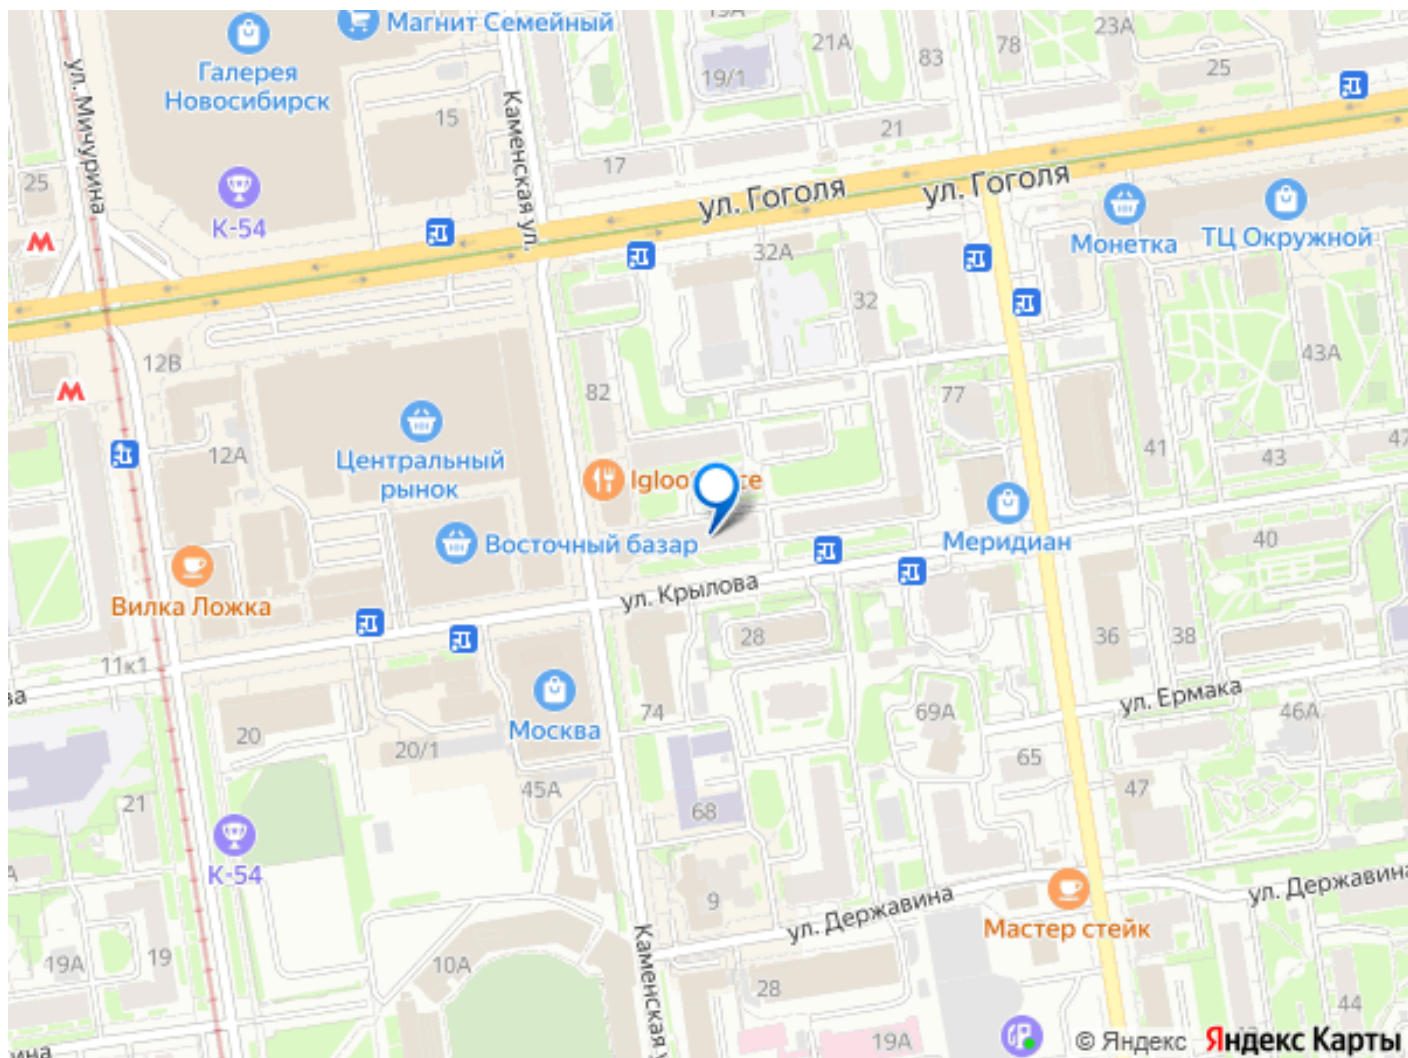 Магнит Семейный
19А
21А
23А
83
78
25
19/1
Галерея
Новосибирск
15
21
17
ул. Мичурина
Каменская ул.
25
К-54
ул. Гоголя
ул. Гоголя
Монетка
ТЦ Окружной
32А
32
12В
82
77
43А
12А
Центральный
рынок
41
43
47
Восточный базар
Меридиан
40
Вилка Ложка
ул. Крылова
28
36
38
11к1
ва
Москва
74
69А
ул. Ермака
46А
20
20/1
65
45А
47
21
68
К-54
9
ул. Державина
ул. Державина
Мастер стейк
19А
19
10А
Каменская у
28
44
19А
ина
© Яндекс
Яндекс Карты